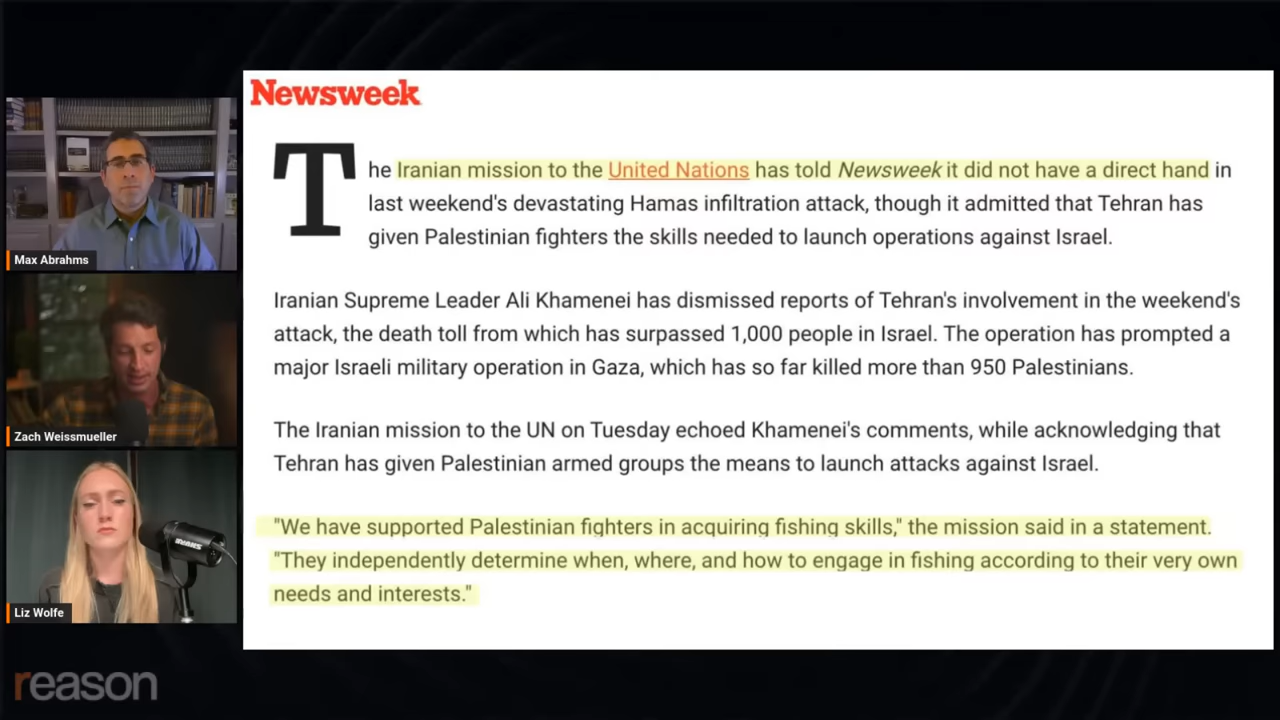 Newsweek
The Iranian mission to the United Nations has told Newsweek it did not have a direct hand in
last weekend's devastating Hamas infiltration attack, though it admitted that Tehran has
given Palestinian fighters the skills needed to launch operations against Israel.
Iranian Supreme Leader Ali Khamenei has dismissed reports of Tehran's involvement in the weekend's
attack, the death toll from which has surpassed 1,000 people in Israel. The operation has prompted a
major Israeli military operation in Gaza, which has so far killed more than 950 Palestinians.
The Iranian mission to the UN on Tuesday echoed Khamenei's comments, while acknowledging that
Tehran has given Palestinian armed groups the means to launch attacks against Israel.
"We have supported Palestinian fighters in acquiring fishing skills," the mission said in a statement.
"They independently determine when, where, and how to engage in fishing according to their very own
needs and interests."
Max Abrahms
Zach Weissmueller
Liz Wolfe
reason